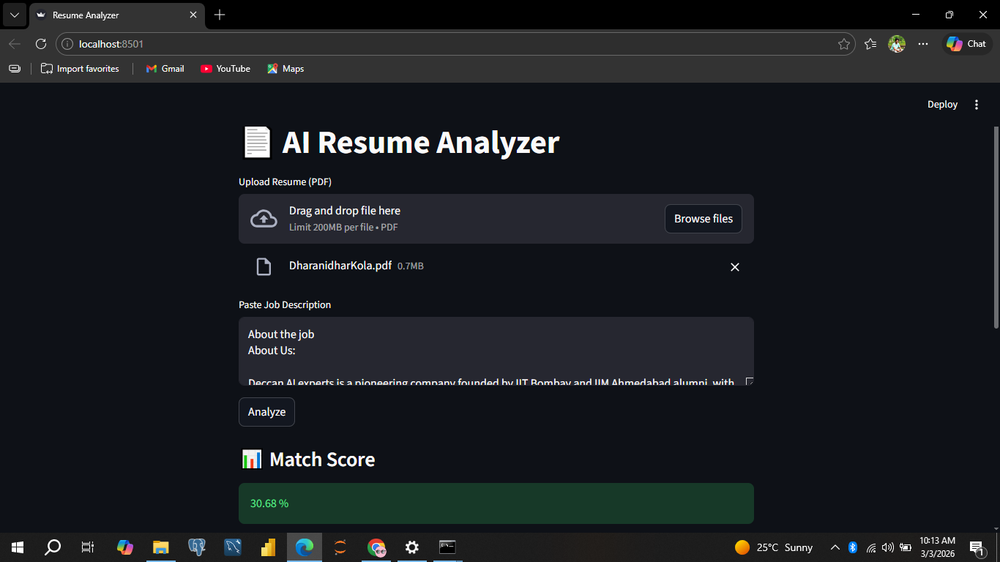 Resume Analyzer
localhost:8501
Chat
Import favorites
Gmail
YouTube
Maps
Deploy
AI Resume Analyzer
Upload Resume (PDF)
Drag and drop file here
Limit 200MB per file • PDF
Browse files
DharanidharKola.pdf 0.7MB
Paste Job Description
About the job
About Us:
Deccan AI experts is a pioneering company founded by IIT Bombay and IIM Ahmedabad alumni, with
Analyze
Match Score
30.68 %
25°C Sunny
10:13 AM
3/3/2026
1